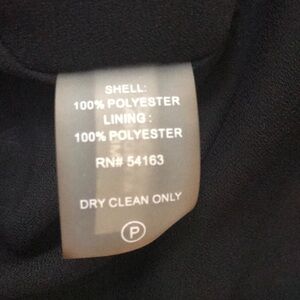 SHELL:
100% POLYESTER
LINING:
100% POLYESTER
RN# 54163
DRY CLEAN ONLY
P